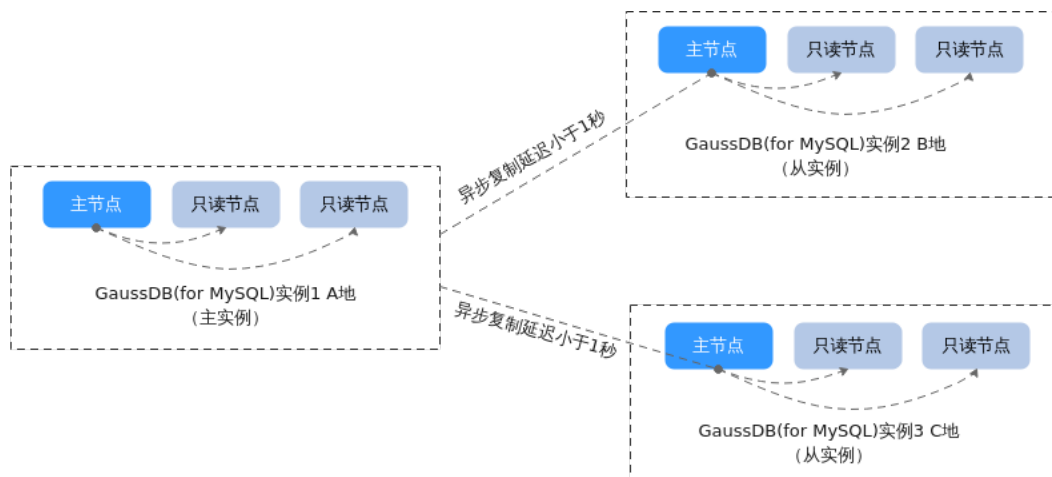 主节点
只读节点
只读节点
GaussDB(for MySQL)实例2 B地
（从实例）
异步复制延迟小于1秒
主节点
只读节点
只读节点
GaussDB(for MySQL)实例1 A地
（主实例）
异步复制延迟小于1秒
主节点
只读节点
只读节点
GaussDB(for MySQL)实例3 C地
（从实例）